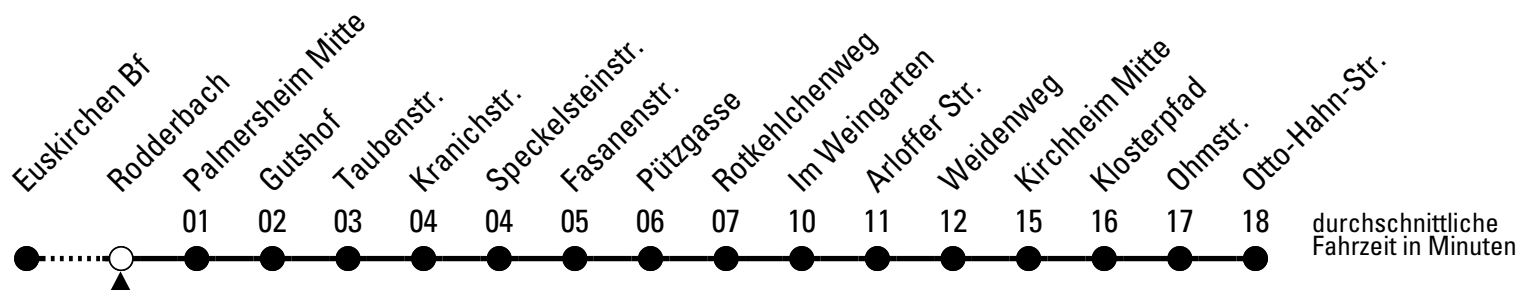 Euskirchen Bf
Rodderbach
Palmersheim Mitte
Gutshof
Taubenstr.
Kranichstr.
Speckelsteinstr.
Fasanenstr.
Pützgasse
Rotkehlchenweg
Im Weingarten
Arloffer Str.
Weidenweg
Kirchheim Mitte
Klosterpfad
Ohmstr.
Otto-Hahn-Str.
01 02 03 04 04 05 06 07 10 11 12 15 16 17 18
durchschnittliche
Fahrzeit in Minuten